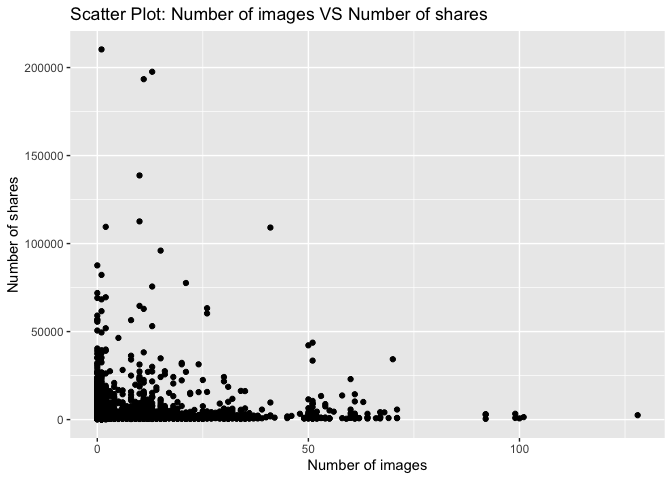 Scatter Plot: Number of images VS Number of shares
200000
150000
100000
50000
0
Number of shares
0 50 100
Number of images